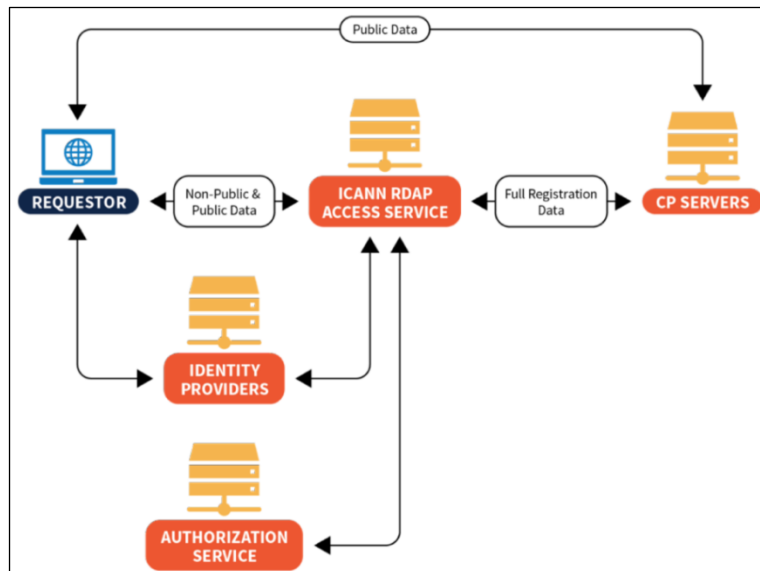 Public Data
REQUESTOR
Non-Public &
Public Data
ICANN RDAP
ACCESS SERVICE
Full Registration
Data
CP SERVERS
IDENTITY
PROVIDERS
AUTHORIZATION
SERVICE